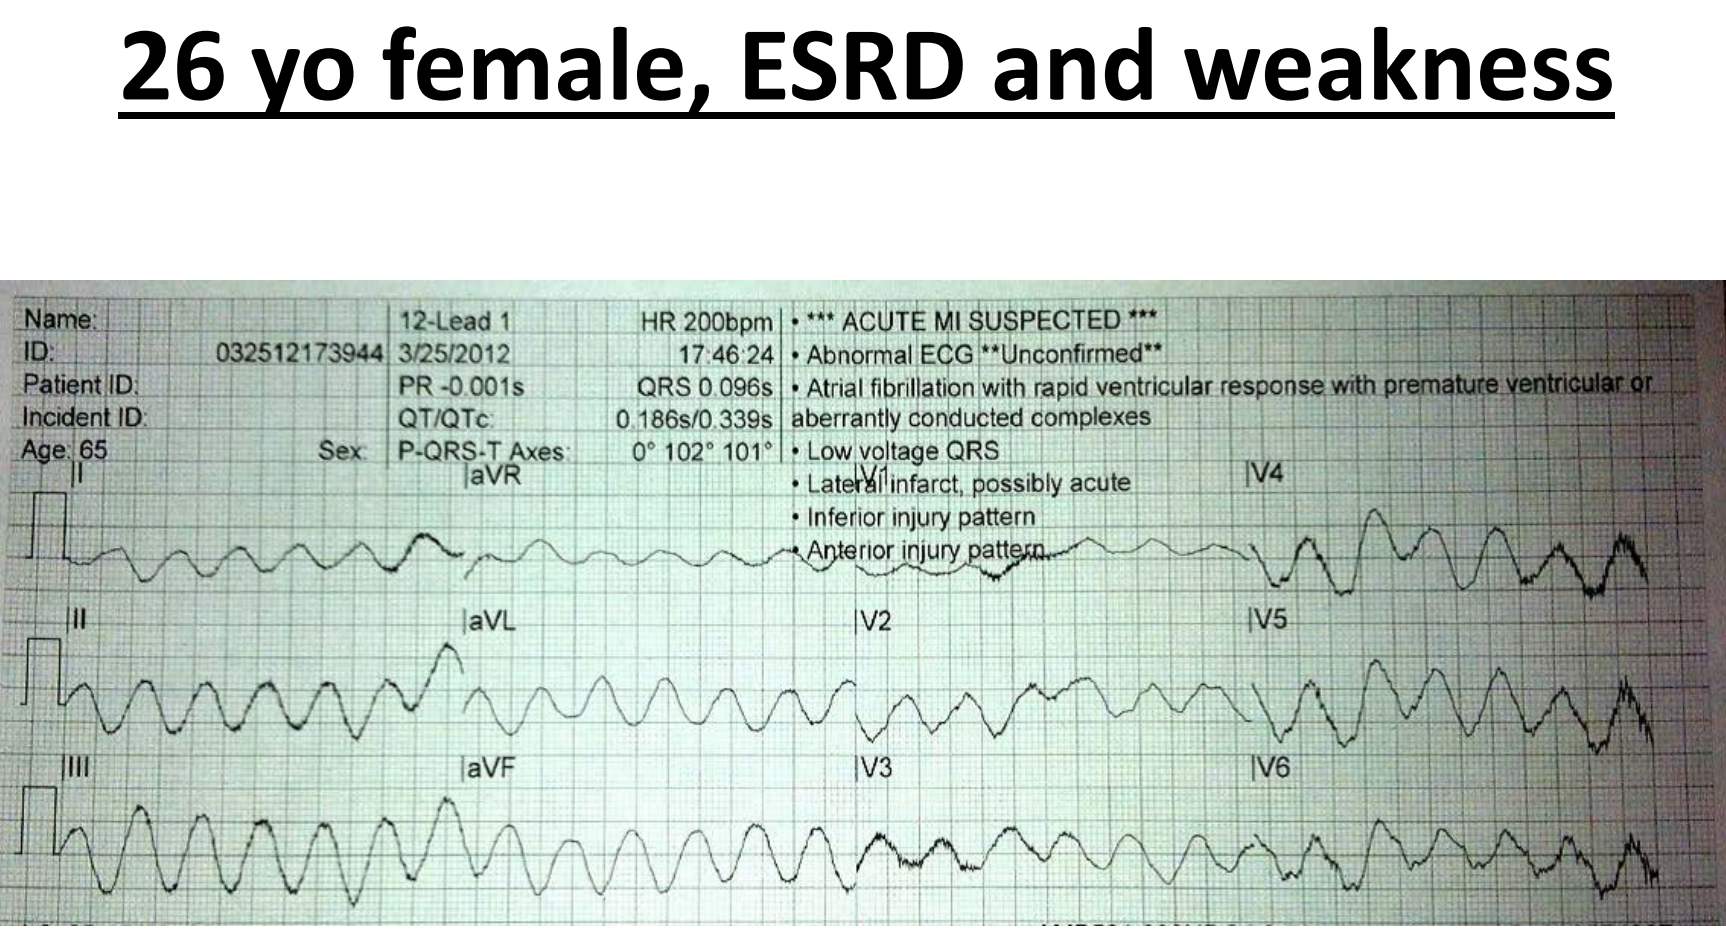 26 yo female, ESRD and weakness
Name: 12-Lead 1 HR 200bpm • *** ACUTE MI SUSPECTED ***
ID: 032512173944 3/25/2012 17:46:24 • Abnormal ECG **Unconfirmed**
Patient ID: PR -0.001s QRS 0.096s • Atrial fibrillation with rapid ventricular response with premature ventricular or
Incident ID: QT/QTc: 0.186s/0.339s aberrantly conducted complexes
Age: 65 Sex: P-QRS-T Axes: 0° 102° 101° • Low voltage QRS
I aVR V1 V4
• Lateral infarct, possibly acute
• Inferior injury pattern
• Anterior injury pattern
II aVL V2 V5
III aVF V3 V6